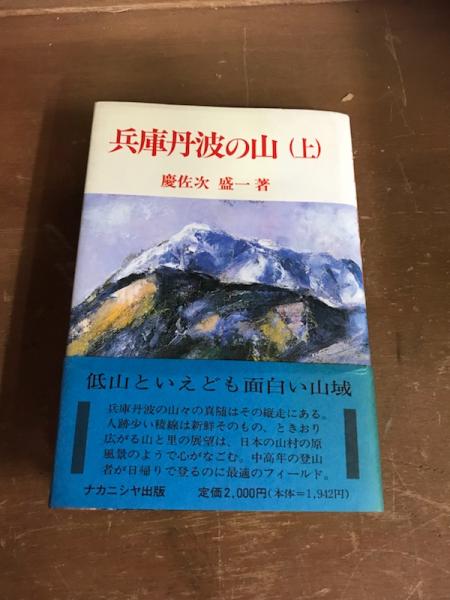 兵庫丹波の山（上）
慶佐次 盛一 著
低山といえども面白い山域
兵庫丹波の山々の真随はその縦走にある。
人跡少い稜線は新鮮そのもの、ときおり
広がる山と里の展望は、日本の山村の原
風景のようで心がなごむ。中高年の登山
者が日帰りで登るのに最適のフィールド。
ナカニシヤ出版 定価2,000円(本体＝1,942円)